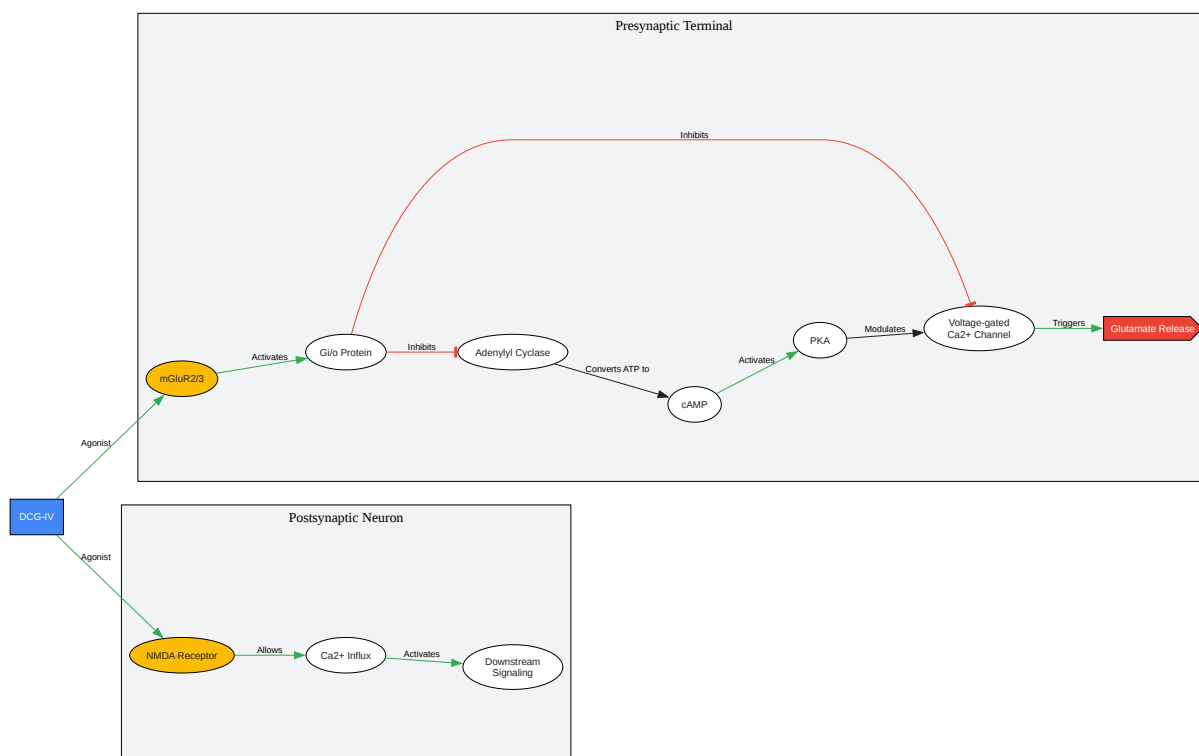 Presynaptic Terminal
Inhibits
Voltage-gated
Ca2+ Channel
Triggers
Glutamate Release
Modulates
PKA
Gi/o Protein
Inhibits
Adenylyl Cyclase
Activates
Activates
Converts ATP to
mGluR2/3
cAMP
Agonist
DCG-IV
Postsynaptic Neuron
Agonist
NMDA Receptor
Allows
Ca2+ Influx
Activates
Downstream
Signaling